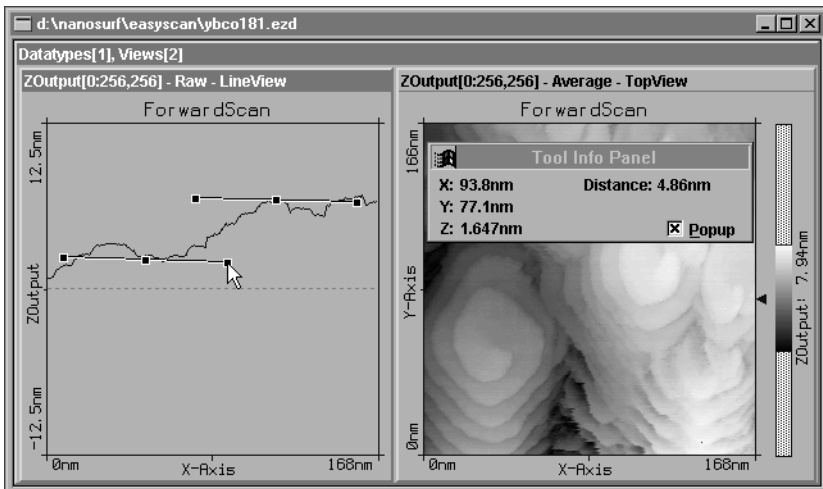 d:\nanosurf\easyscan\ybco181.ezd
Datatypes[1], Views[2]
ZOutput[0:256,256] - Raw - LineView
ForwardScan
12.5nm
ZOutput
-12.5nm
0nm
X-Axis
168nm
ZOutput[0:256,256] - Average - TopView
ForwardScan
166nm
Y-Axis
0nm
Tool Info Panel
X: 93.8nm
Distance: 4.86nm
Y: 77.1nm
Z: 1.647nm
Popup
0nm
X-Axis
168nm
ZOutput! 7.94nm